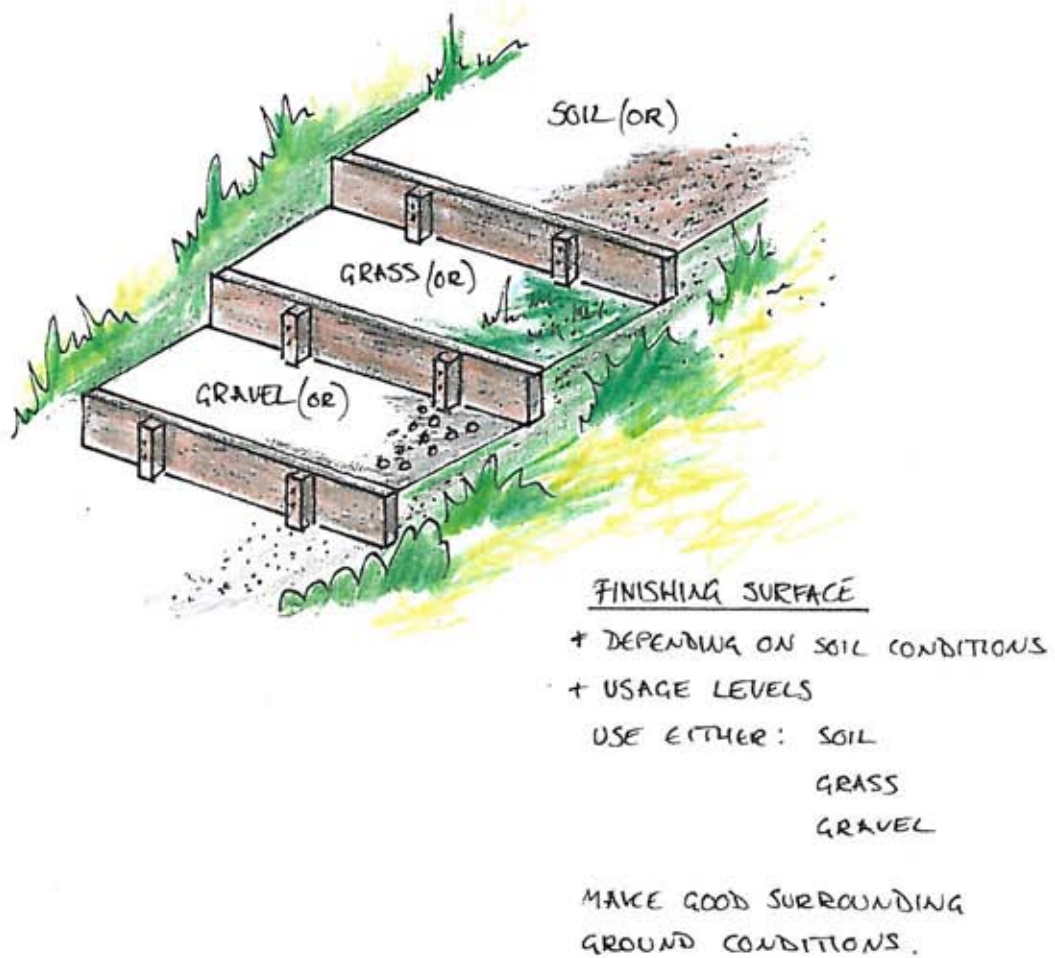 SOIL (OR)
GRASS (OR)
GRAVEL (OR)
FINISHING SURFACE
* DEPENDING ON SOIL CONDITIONS
+ USAGE LEVELS
USE EITHER: SOIL
GRASS
GRAVEL
MAKE GOOD SURROUNDING
GROUND CONDITIONS.